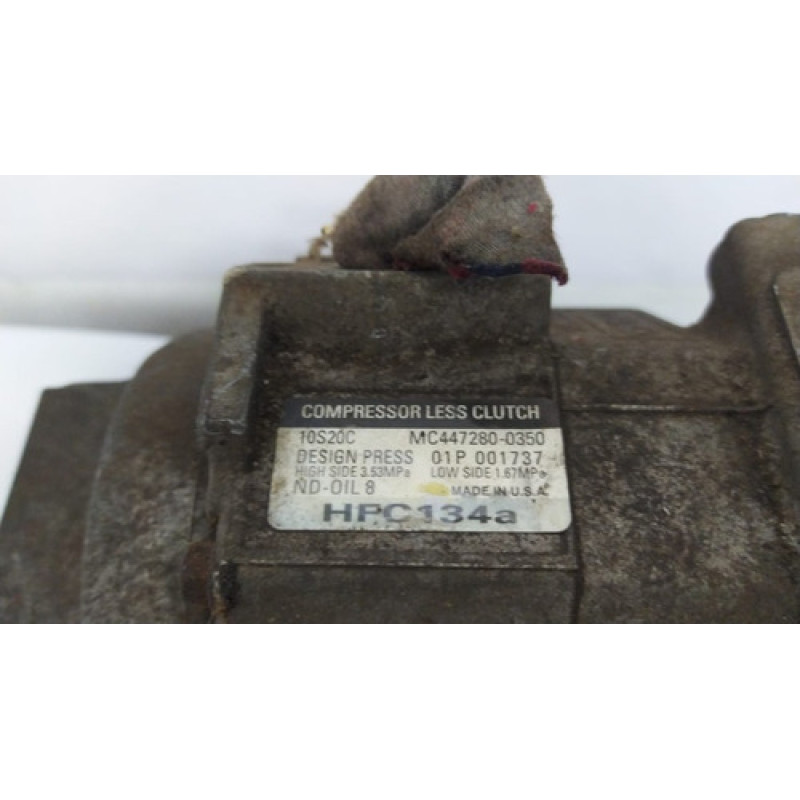 COMPRESSOR LESS CLUTCH
10S20C MC447280-0350
DESIGN PRESS 01P 001737
HIGH SIDE 3.53MPa LOW SIDE 1.67MPa
ND-OIL 8 MADE IN U.S.A.
HPC134a